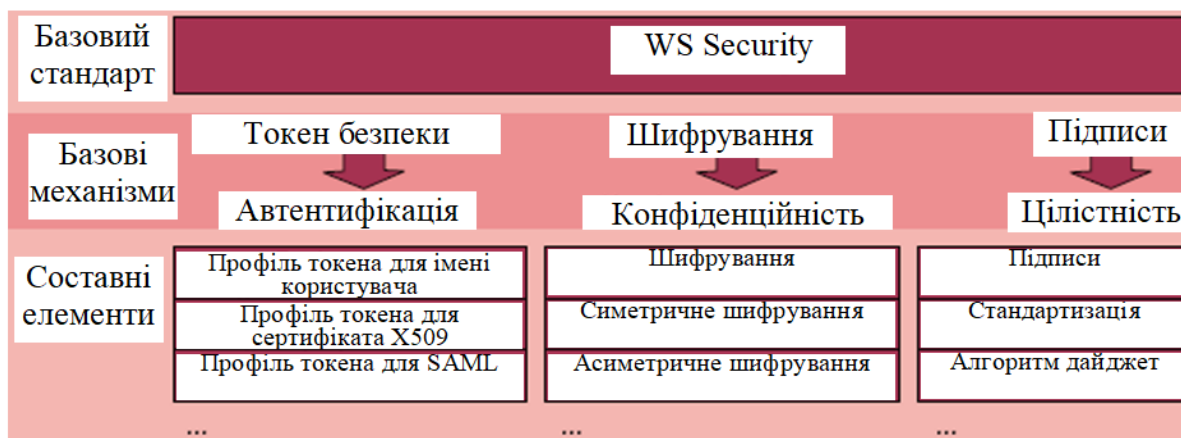 Базовий
стандарт
WS Security
Базові
механізми
Токен безпеки
Шифрування
Підписи
Автентифікація
Конфіденційність
Цілістність
Составні
елементи
Профіль токена для імені
користувача
Шифрування
Підписи
Профіль токена для
сертифіката X509
Симетричне шифрування
Стандартизація
Профіль токена для SAML
Асиметричне шифрування
Алгоритм дайджет
...
...
...